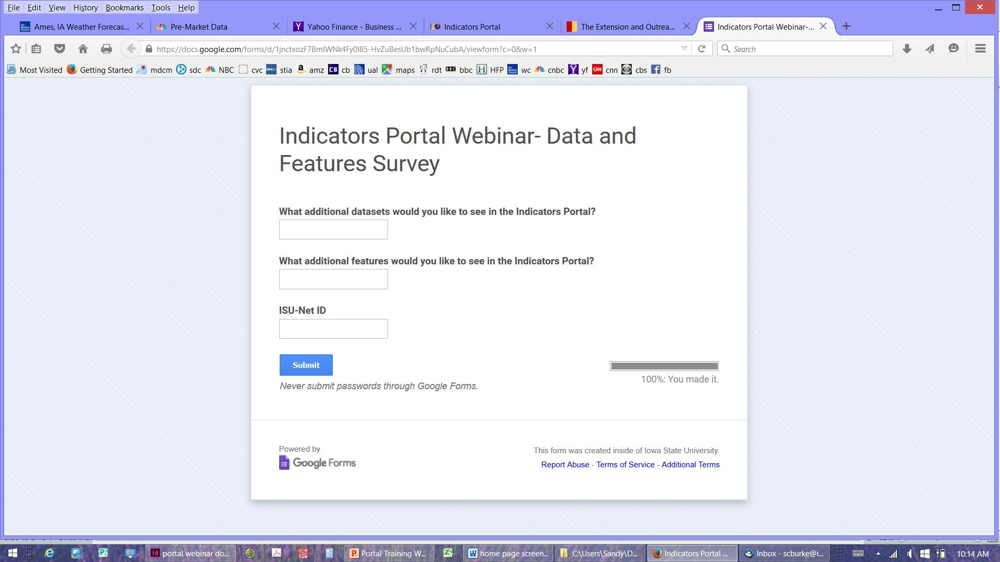 File Edit View History Bookmarks Tools Help
Ames, IA Weather Forecas... Pre-Market Data Yahoo Finance - Business ... Indicators Portal The Extension and Outrea... Indicators Portal Webinar-...
https://docs.google.com/forms/d/1jnctxozF7BmIWNk4Fy0I85-HvZuBesUb1bwRpNuCubA/viewform?c=0&w=1 Search
Most Visited Getting Started mdcm sdc NBC cvc stia amz cb ual maps rdt bbc HFP wc cnbc yf cnn cbs fb
Indicators Portal Webinar- Data and
Features Survey
What additional datasets would you like to see in the Indicators Portal?
What additional features would you like to see in the Indicators Portal?
ISU-Net ID
Submit
100%: You made it.
Never submit passwords through Google Forms.
Powered by
Google Forms
This form was created inside of Iowa State University.
Report Abuse - Terms of Service - Additional Terms
portal webinar do... Portal Training W... home page screen... C:\Users\Sandy\D... Indicators Portal ... Inbox - scburke@i... 10:14 AM